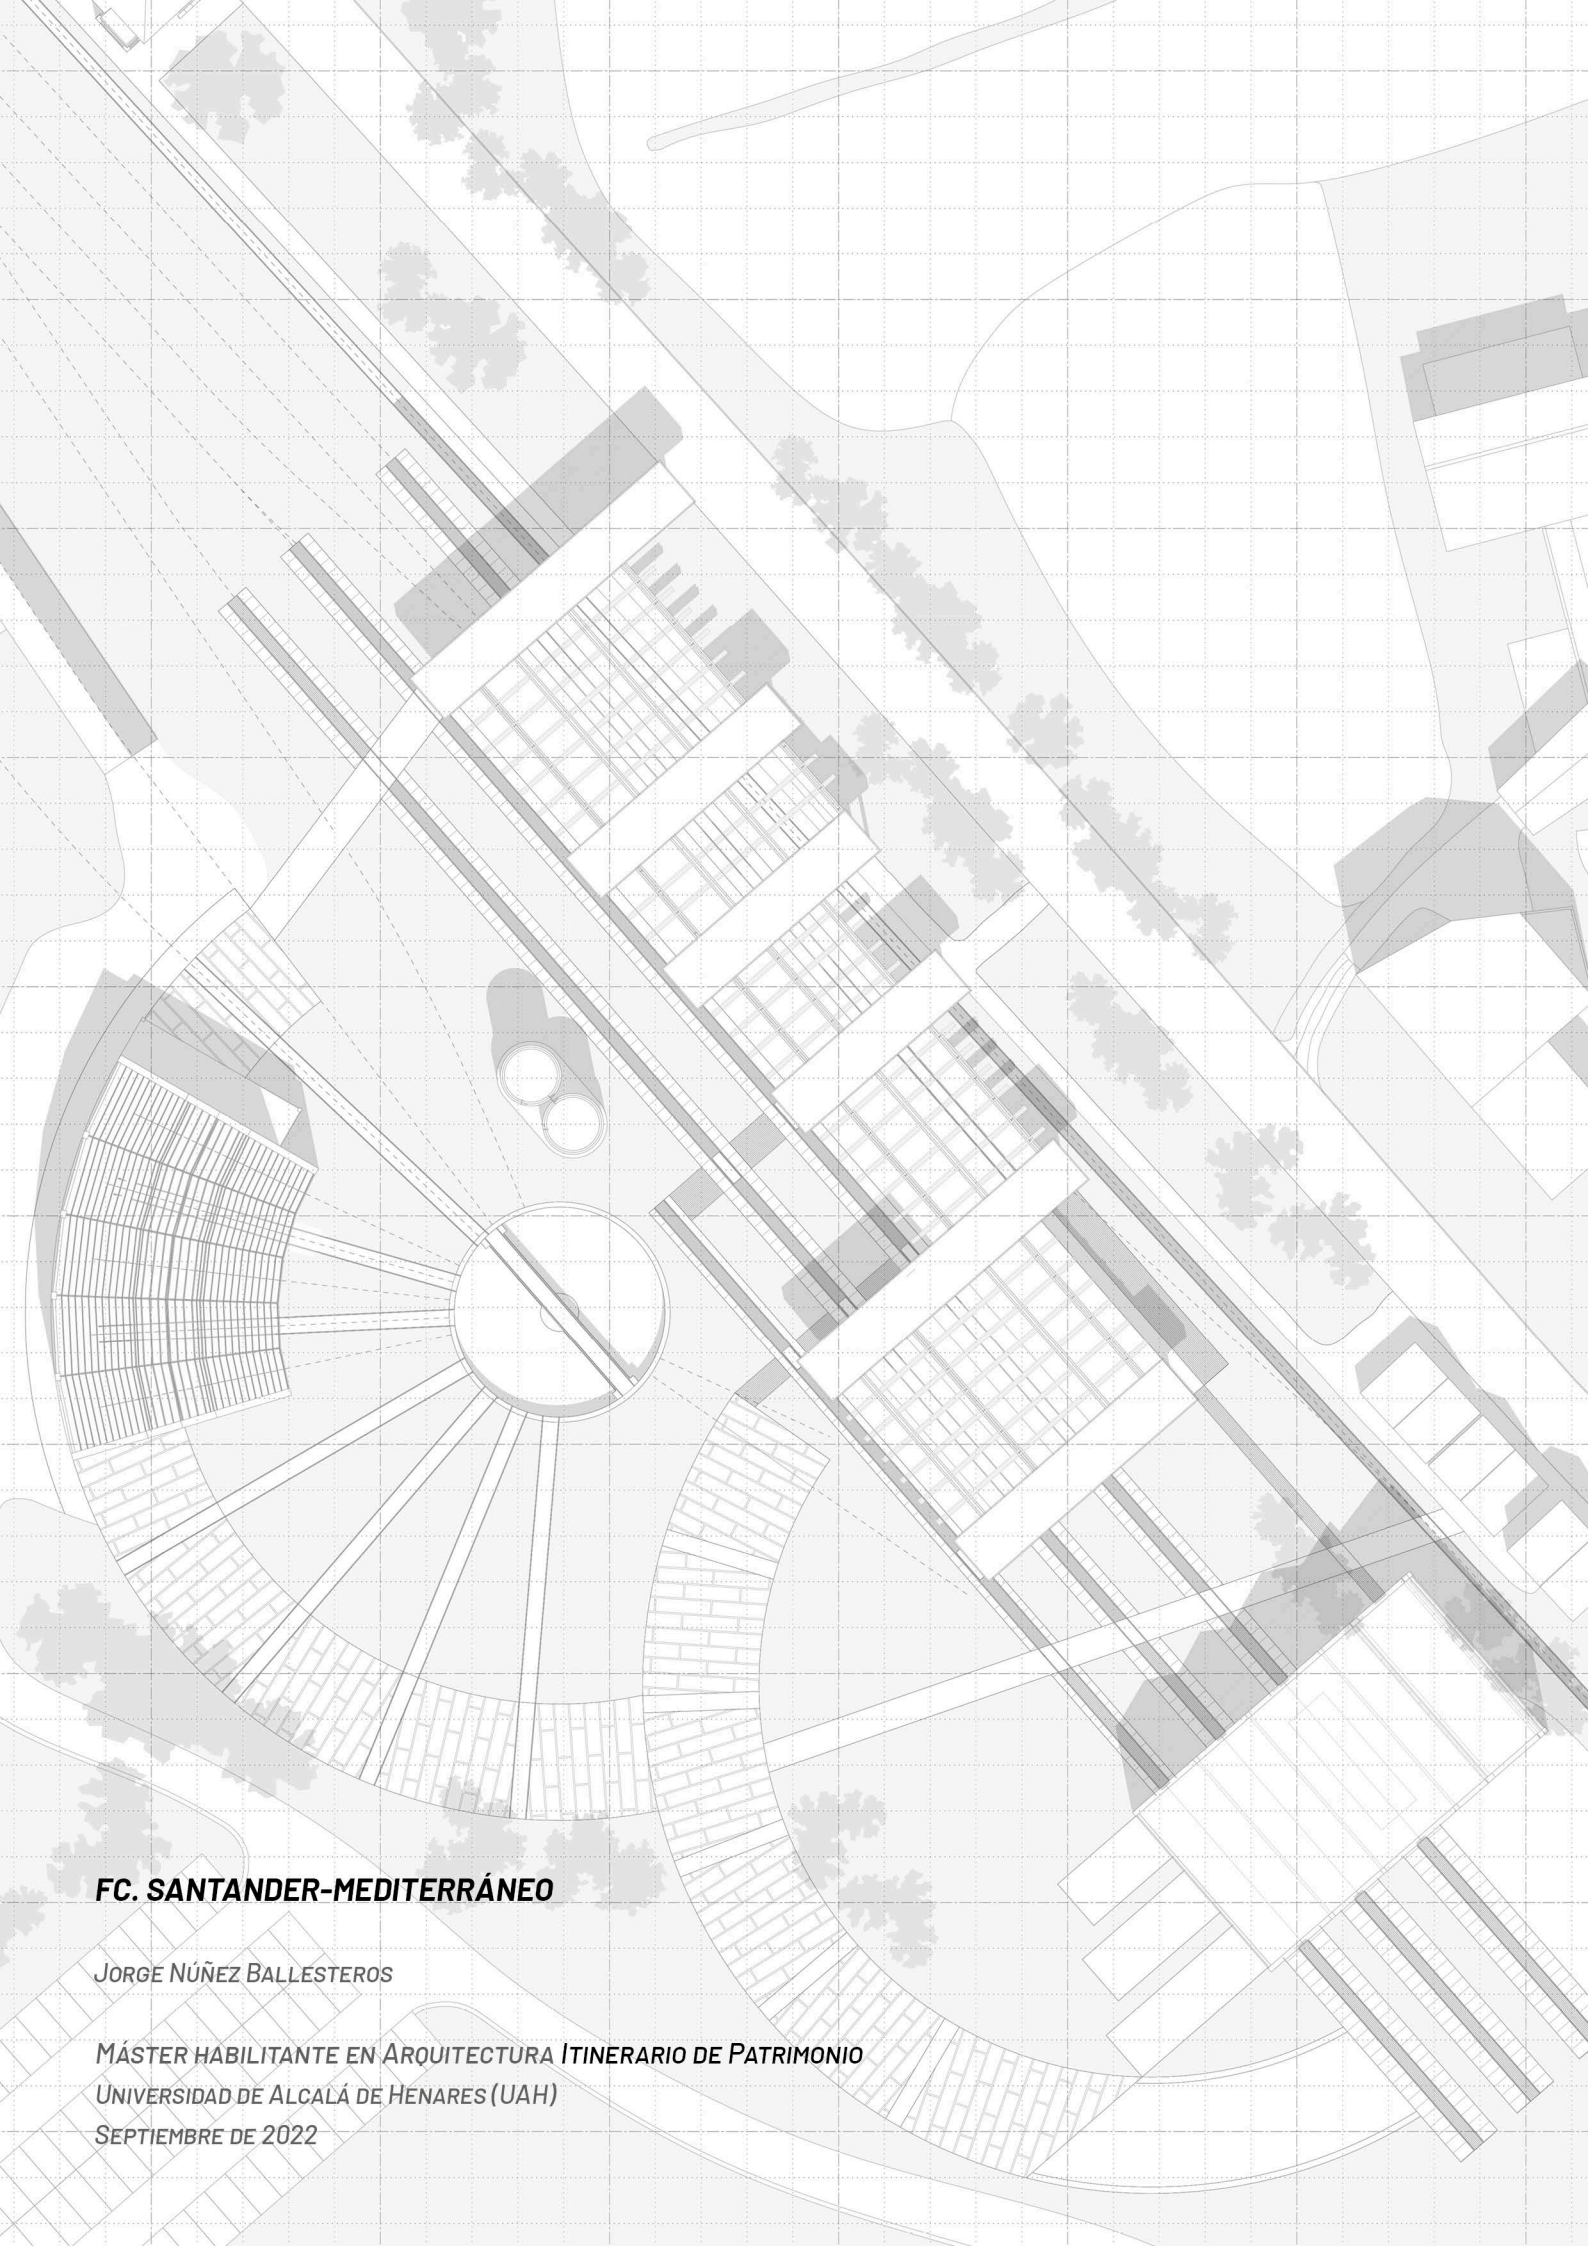 FC. SANTANDER-MEDITERRÁNEO
JORGE NÚÑEZ BALLESTEROS
MÁSTER HABILITANTE EN ARQUITECTURA ITINERARIO DE PATRIMONIO
UNIVERSIDAD DE ALCALÁ DE HENARES (UAH)
SEPTIEMBRE DE 2022